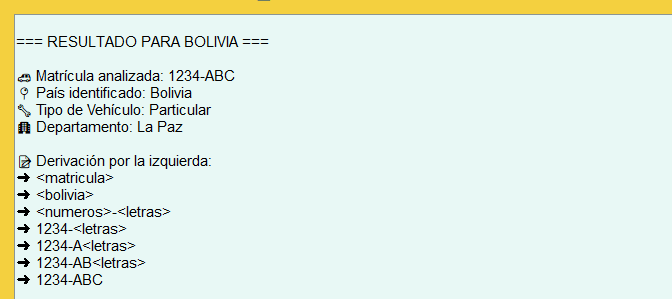 === RESULTADO PARA BOLIVIA ===
🚗 Matrícula analizada: 1234-ABC
📍 País identificado: Bolivia
🔧 Tipo de Vehículo: Particular
🏢 Departamento: La Paz
📝 Derivación por la izquierda:
➜ <matricula>
➜ <bolivia>
➜ <numeros>-<letras>
➜ 1234-<letras>
➜ 1234-A<letras>
➜ 1234-AB<letras>
➜ 1234-ABC